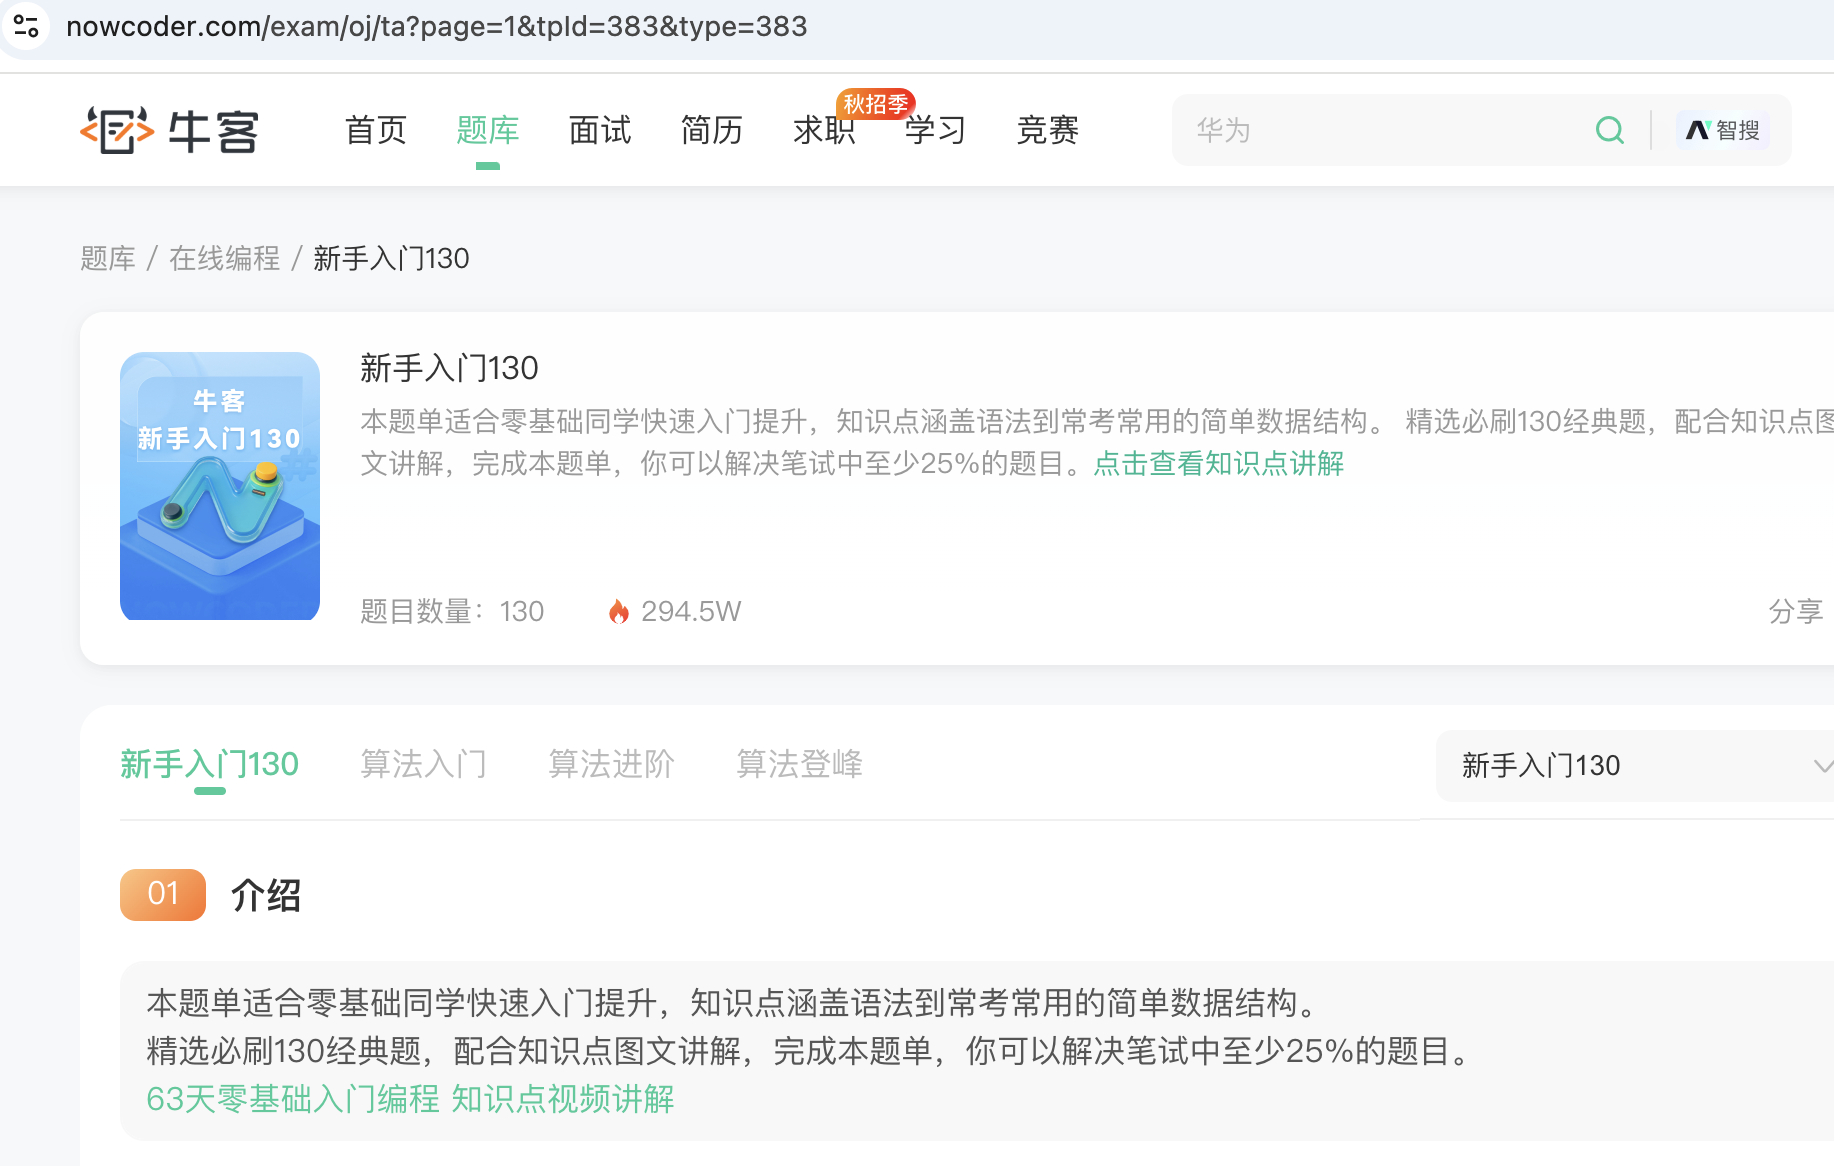 nowcoder.com/exam/oj/ta?page=1&tpId=383&type=383
牛客
首页 题库 面试 简历 求职 秋招季 学习 竞赛 华为 智搜
题库 / 在线编程 / 新手入门130
牛客
新手入门130
新手入门130
本题单适合零基础同学快速入门提升，知识点涵盖语法到常考常用的简单数据结构。 精选必刷130经典题，配合知识点图
文讲解，完成本题单，你可以解决笔试中至少25%的题目。点击查看知识点讲解
题目数量：130 294.5W 分享
新手入门130 算法入门 算法进阶 算法登峰 新手入门130
01 介绍
本题单适合零基础同学快速入门提升，知识点涵盖语法到常考常用的简单数据结构。
精选必刷130经典题，配合知识点图文讲解，完成本题单，你可以解决笔试中至少25%的题目。
63天零基础入门编程 知识点视频讲解